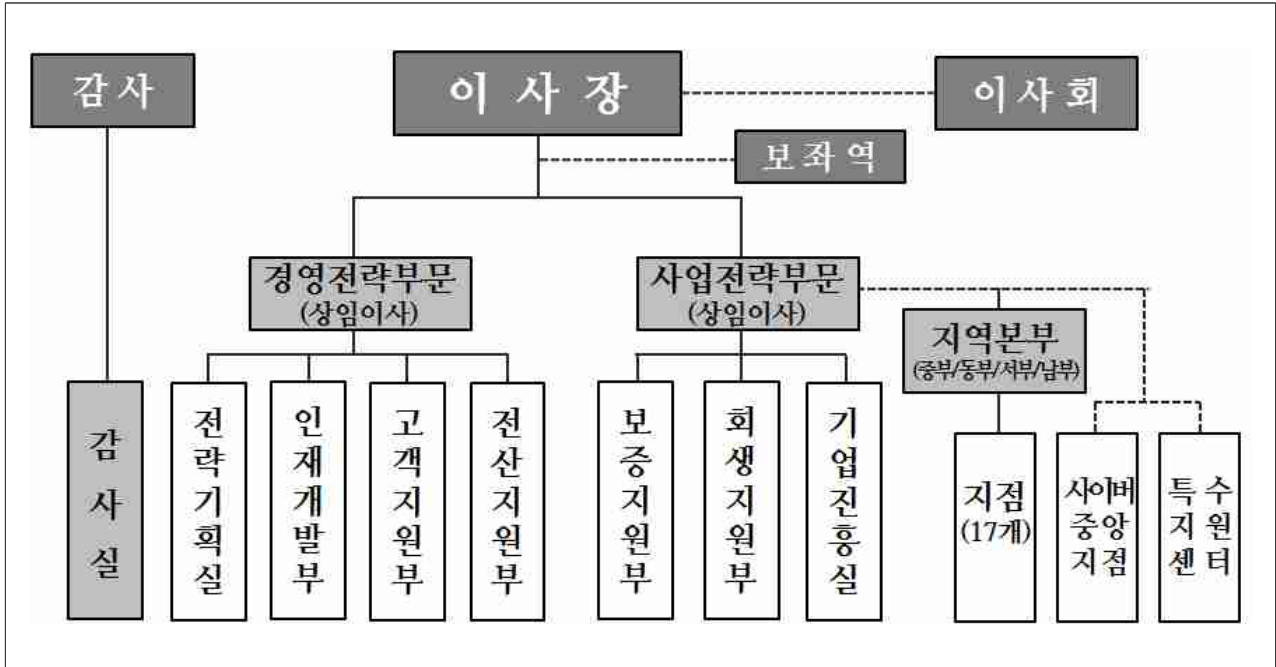 감사
이 사 장
이사회
보좌역
경영전략부문
(상임이사)
사업전략부문
(상임이사)
지역본부
(중부/동부/서부/남부)
감사실
전략기획실
인재개발부
고객지원부
전산지원부
보증지원부
회생지원부
기업진흥실
지점
(17개)
사이버
중앙
지점
특수
지원
센터